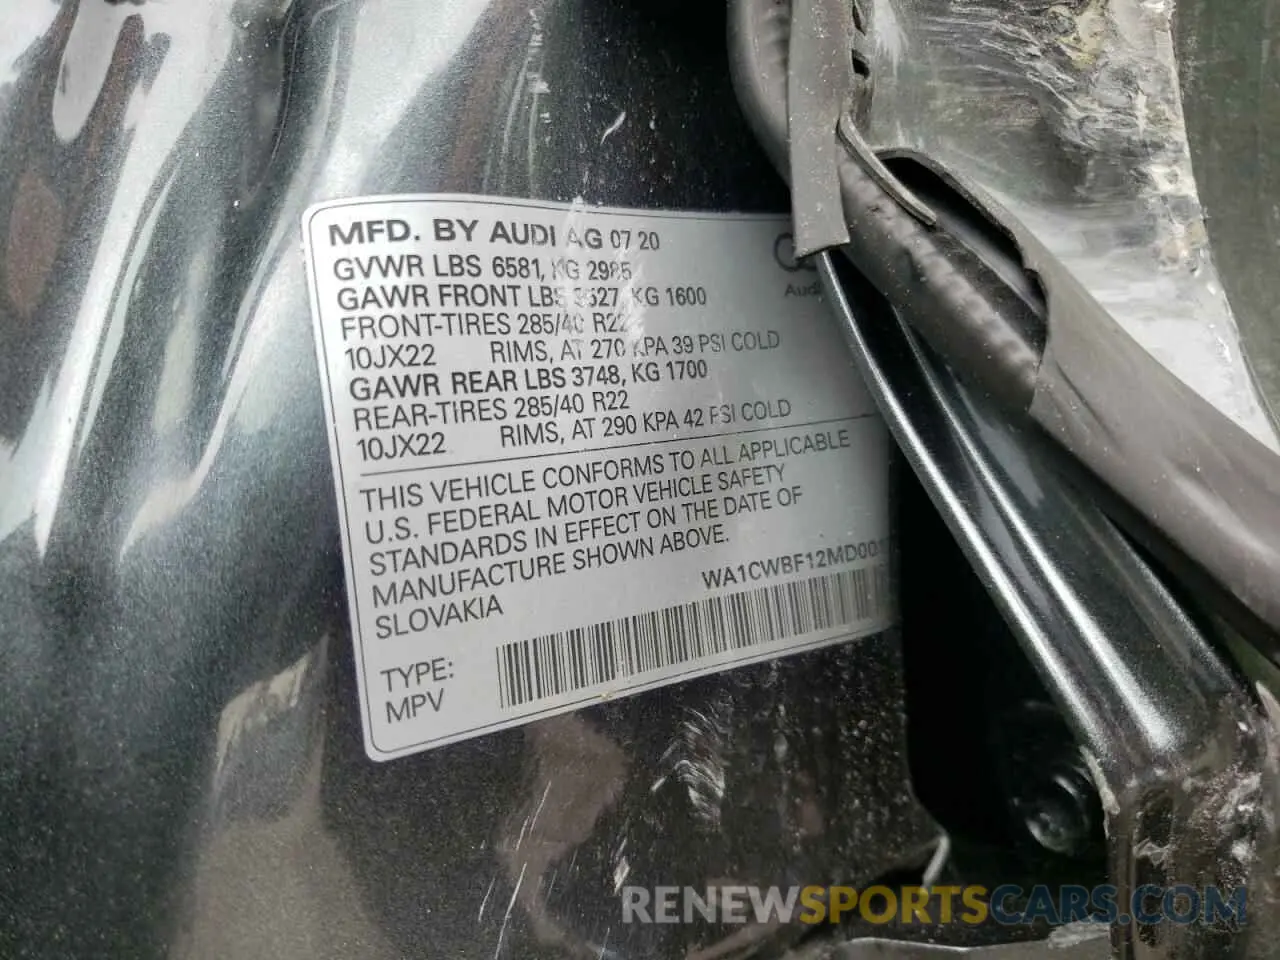 MFD. BY AUDI AG 07 20
Audi
GVWR LBS 6581, KG 2985
GAWR FRONT LBS 3527, KG 1600
FRONT-TIRES 285/40 R22
10JX22 RIMS, AT 270 KPA 39 PSI COLD
GAWR REAR LBS 3748, KG 1700
REAR-TIRES 285/40 R22
10JX22 RIMS, AT 290 KPA 42 PSI COLD
THIS VEHICLE CONFORMS TO ALL APPLICABLE
U.S. FEDERAL MOTOR VEHICLE SAFETY
STANDARDS IN EFFECT ON THE DATE OF
MANUFACTURE SHOWN ABOVE.
SLOVAKIA
WA1CWBF12MD00
TYPE:
MPV
RENEWSPORTSCARS.COM